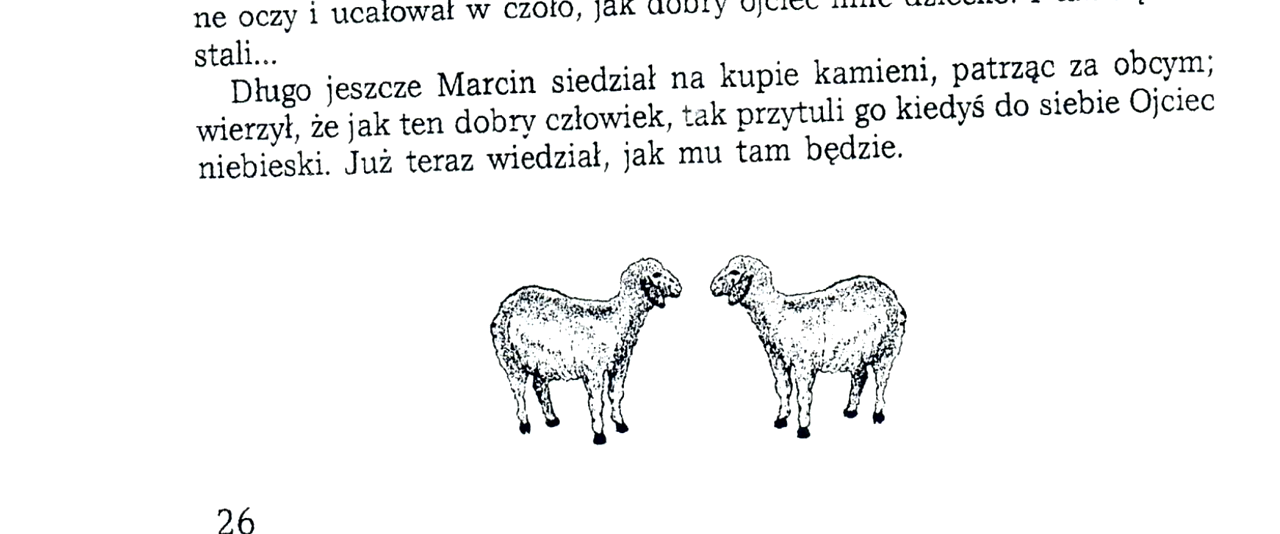 ne oczy i ucałował w czoło, jak dobry ojciec
stali...
Długo jeszcze Marcin siedział na kupie kamieni, patrząc za obcym;
wierzył, że jak ten dobry człowiek, tak przytuli go kiedyś do siebie Ojciec
niebieski. Już teraz wiedział, jak mu tam będzie.
26